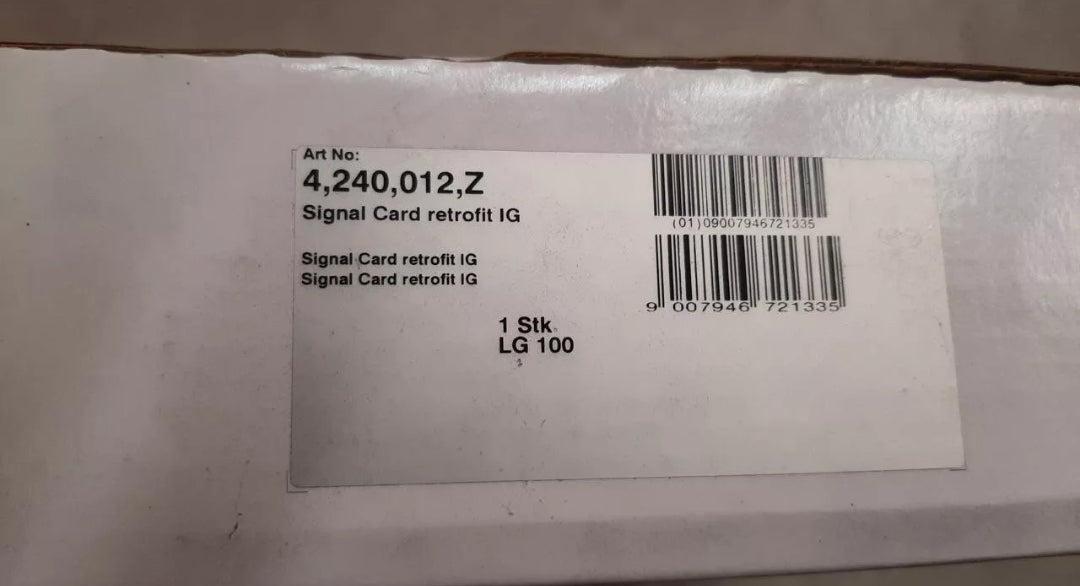 Art No:
4,240,012,Z
Signal Card retrofit IG
Signal Card retrofit IG
Signal Card retrofit IG
1 Stk.
LG 100
(01)09007946721335
9 007946 721335